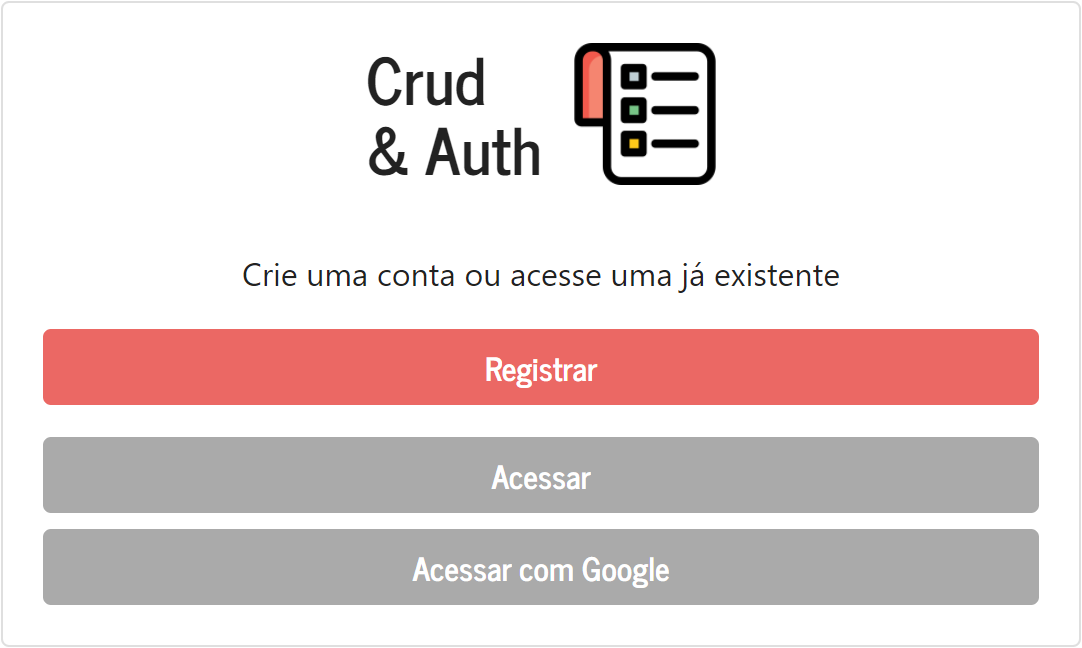 Crud
& Auth
Crie uma conta ou acesse uma já existente
Registrar
Acessar
Acessar com Google